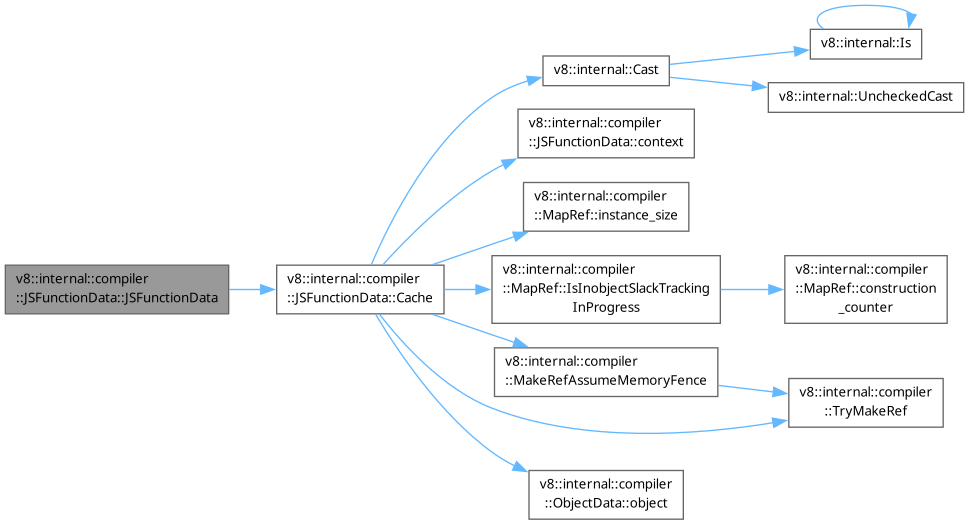 v8::internal::compiler
::JSFunctionData::JSFunctionData
v8::internal::compiler
::JSFunctionData::Cache
v8::internal::Cast
v8::internal::Is
v8::internal::UncheckedCast
v8::internal::compiler
::JSFunctionData::context
v8::internal::compiler
::MapRef::instance_size
v8::internal::compiler
::MapRef::IsInobjectSlackTracking
InProgress
v8::internal::compiler
::MapRef::construction
_counter
v8::internal::compiler
::MakeRefAssumeMemoryFence
v8::internal::compiler
::TryMakeRef
v8::internal::compiler
::ObjectData::object